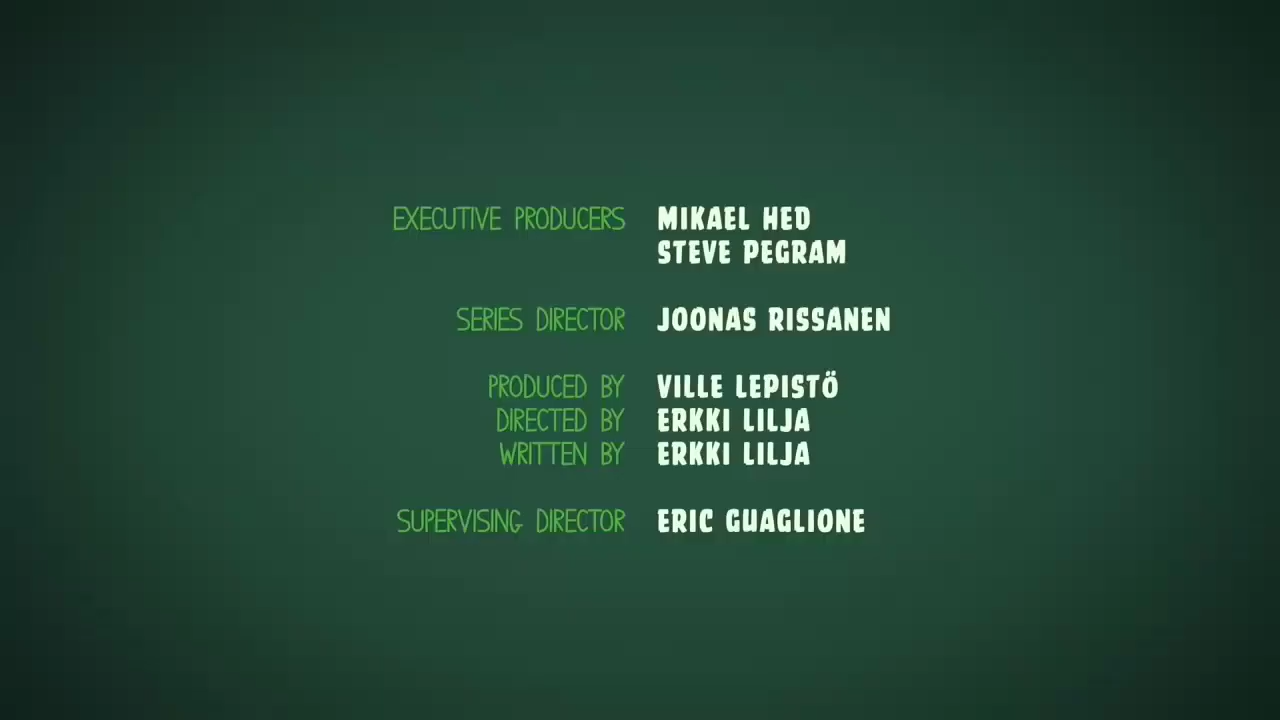 EXECUTIVE PRODUCERS MIKAEL HED
STEVE PEGRAM
SERIES DIRECTOR JOONAS RISSANEN
PRODUCED BY VILLE LEPISTÖ
DIRECTED BY ERKKI LILJA
WRITTEN BY ERKKI LILJA
SUPERVISING DIRECTOR ERIC GUAGLIONE